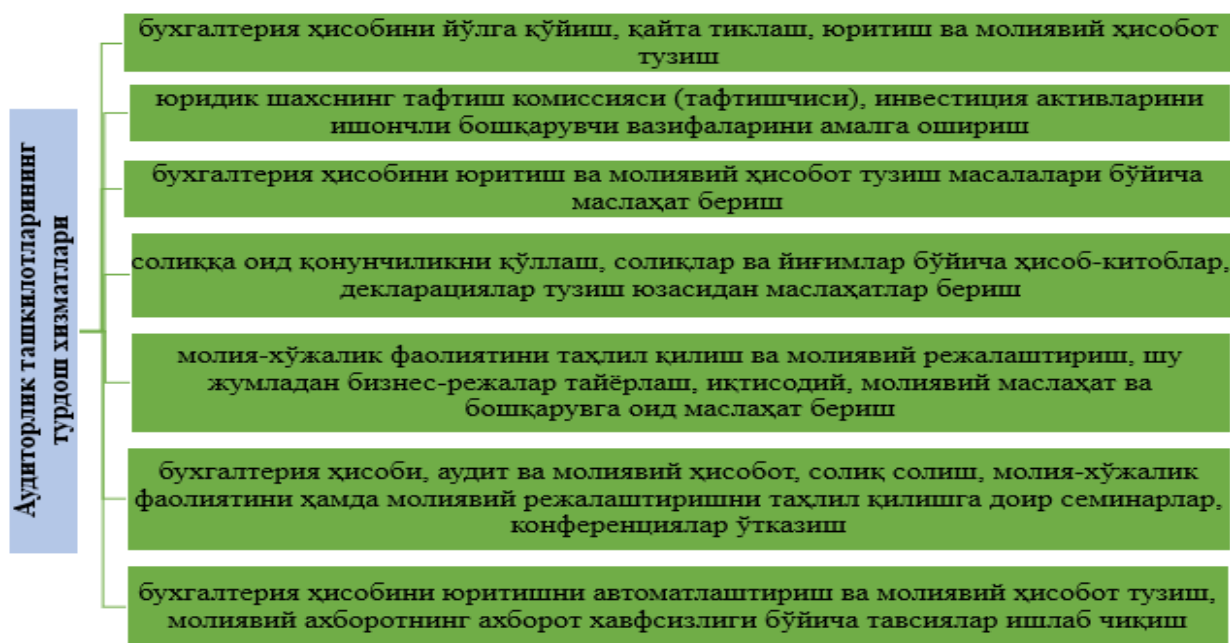 Аудиторлик ташкилотларининг
турдош хизматлари
бухгалтерия ҳисобини йўлга қўйиш, қайта тиклаш, юритиш ва молиявий ҳисобот
тузиш
юридик шахснинг тафтиш комиссияси (тафтишчиси), инвестиция активларини
ишончли бошқарувчи вазифаларини амалга ошириш
бухгалтерия ҳисобини юритиш ва молиявий ҳисобот тузиш масалалари бўйича
маслаҳат бериш
солиққа оид қонунчиликни қўллаш, солиқлар ва йиғимлар бўйича ҳисоб-китоблар,
декларациялар тузиш юзасидан маслаҳатлар бериш
молия-хўжалик фаолиятини таҳлил қилиш ва молиявий режалаштириш, шу
жумладан бизнес-режалар тайёрлаш, иқтисодий, молиявий маслаҳат ва
бошқарувга оид маслаҳат бериш
бухгалтерия ҳисоби, аудит ва молиявий ҳисобот, солиқ солиш, молия-хўжалик
фаолиятини ҳамда молиявий режалаштиришни таҳлил қилишга доир семинарлар,
конференциялар ўтказиш
бухгалтерия ҳисобини юритишни автоматлаштириш ва молиявий ҳисобот тузиш,
молиявий ахборотнинг ахборот хавфсизлиги бўйича тавсиялар ишлаб чиқиш